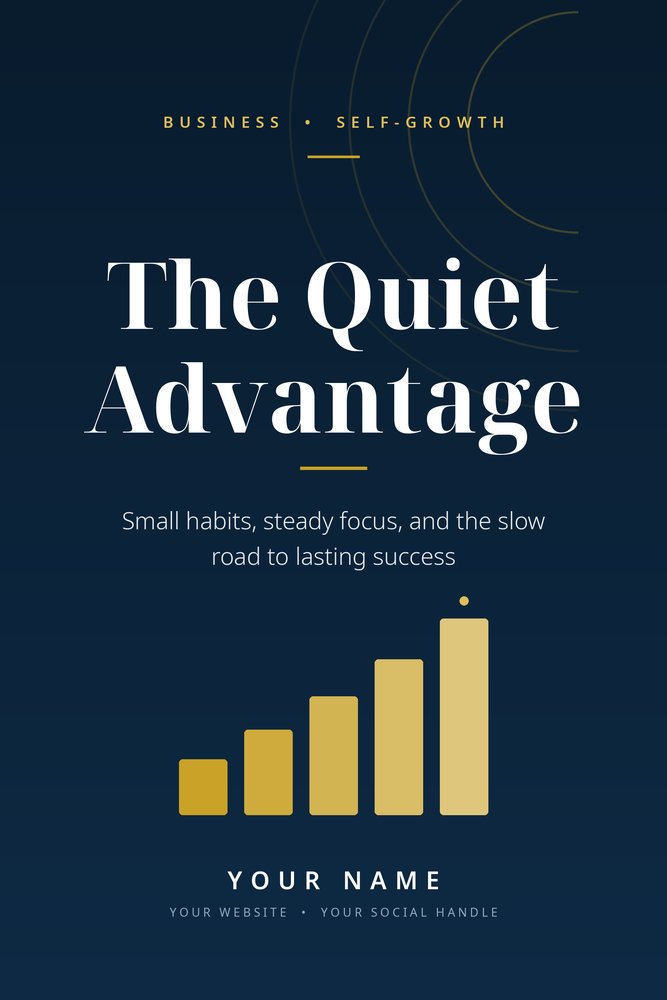 BUSINESS • SELF-GROWTH
The Quiet
Advantage
Small habits, steady focus, and the slow
road to lasting success
YOUR NAME
YOUR WEBSITE • YOUR SOCIAL HANDLE